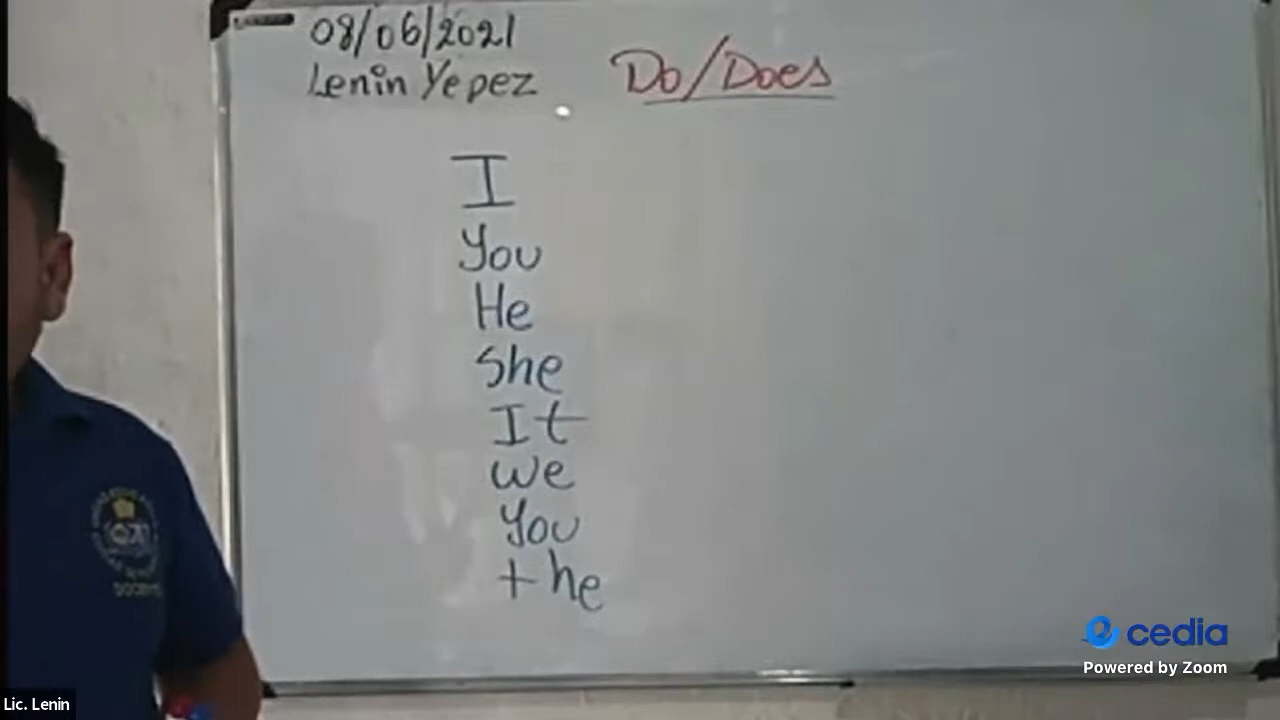 08/06/2021
Lenin Yepez
Do/Does
I
You
He
She
It
We
You
the
cedia
Powered by Zoom
Lic. Lenin